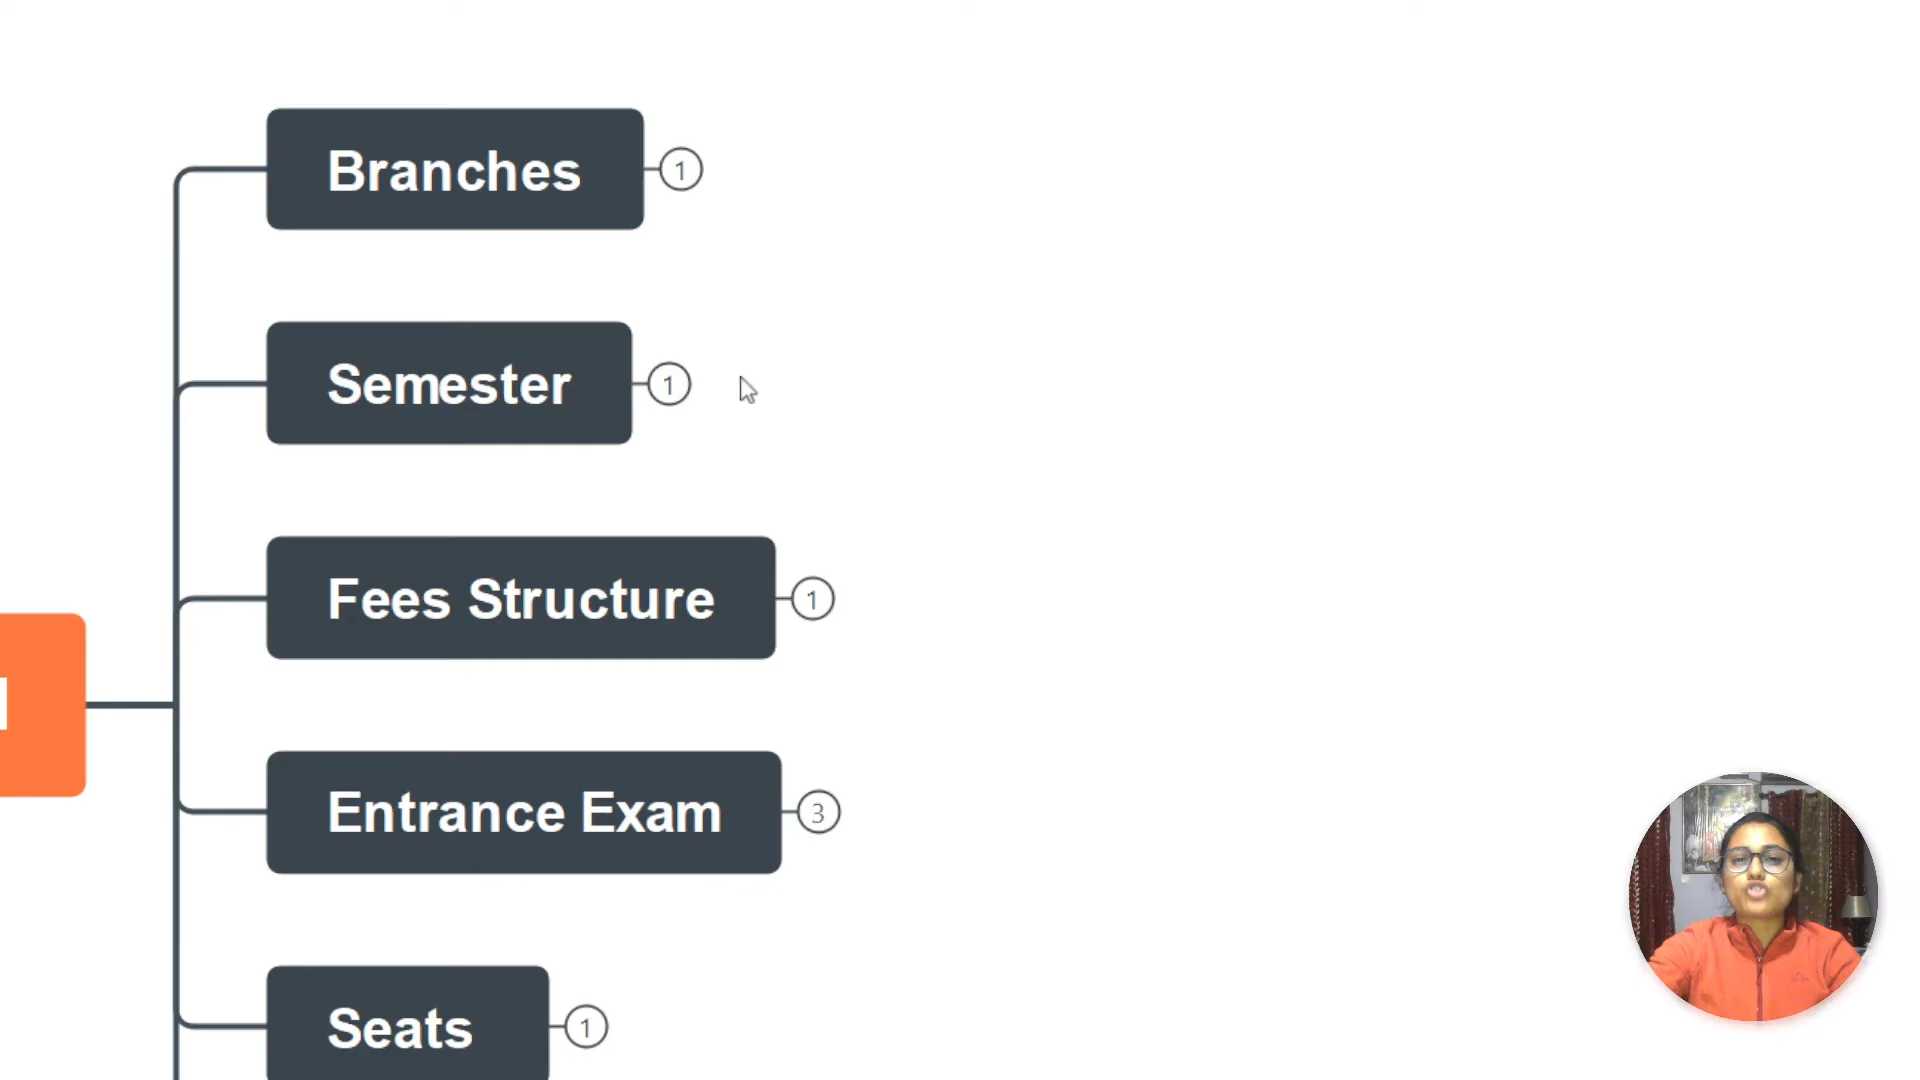 Branches
1
Semester
1
Fees Structure
1
Entrance Exam
3
Seats
1